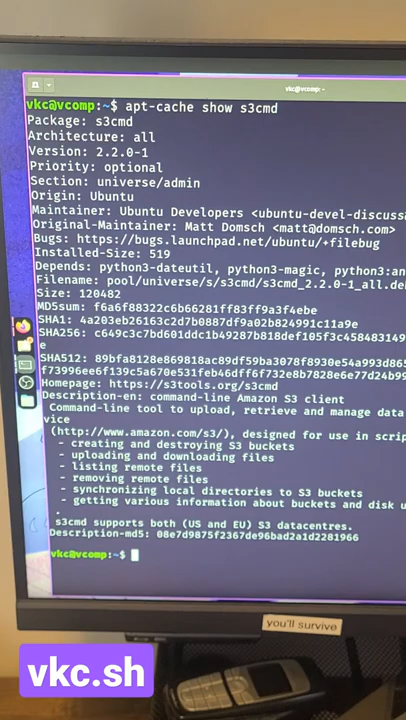 vkc@vcomp: ~
vkc@vcomp:~$ apt-cache show s3cmd
Package: s3cmd
Architecture: all
Version: 2.2.0-1
Priority: optional
Section: universe/admin
Origin: Ubuntu
Maintainer: Ubuntu Developers <ubuntu-devel-discuss
Original-Maintainer: Matt Domsch <matt@domsch.com>
Bugs: https://bugs.launchpad.net/ubuntu/+filebug
Installed-Size: 519
Depends: python3-dateutil, python3-magic, python3:an
Filename: pool/universe/s/s3cmd/s3cmd_2.2.0-1_all.de
Size: 120482
MD5sum: f6a6f88322c6b66281ff83ff9a3f4ebe
SHA1: 4a203eb26163c2d7b0887df9a02b824991c11a9e
SHA256: c649c3c7bd601ddc1b49287b818def105f3c458483149
e
SHA512: 89bfa8128e869818ac89df59ba3078f8930e54a993d865
f73996ee6f139c5a670e531feb46dff6f732e8b7828e6e77d24b99
Homepage: https://s3tools.org/s3cmd
Description-en: command-line Amazon S3 client
Command-line tool to upload, retrieve and manage data
vice
(http://www.amazon.com/s3/), designed for use in scrip
- creating and destroying S3 buckets
- uploading and downloading files
- listing remote files
- removing remote files
- synchronizing local directories to S3 buckets
- getting various information about buckets and disk u
.
s3cmd supports both (US and EU) S3 datacentres.
Description-md5: 08e7d9875f2367de96bad2a1d2281966
vkc@vcomp:~$
you'll survive
vkc.sh